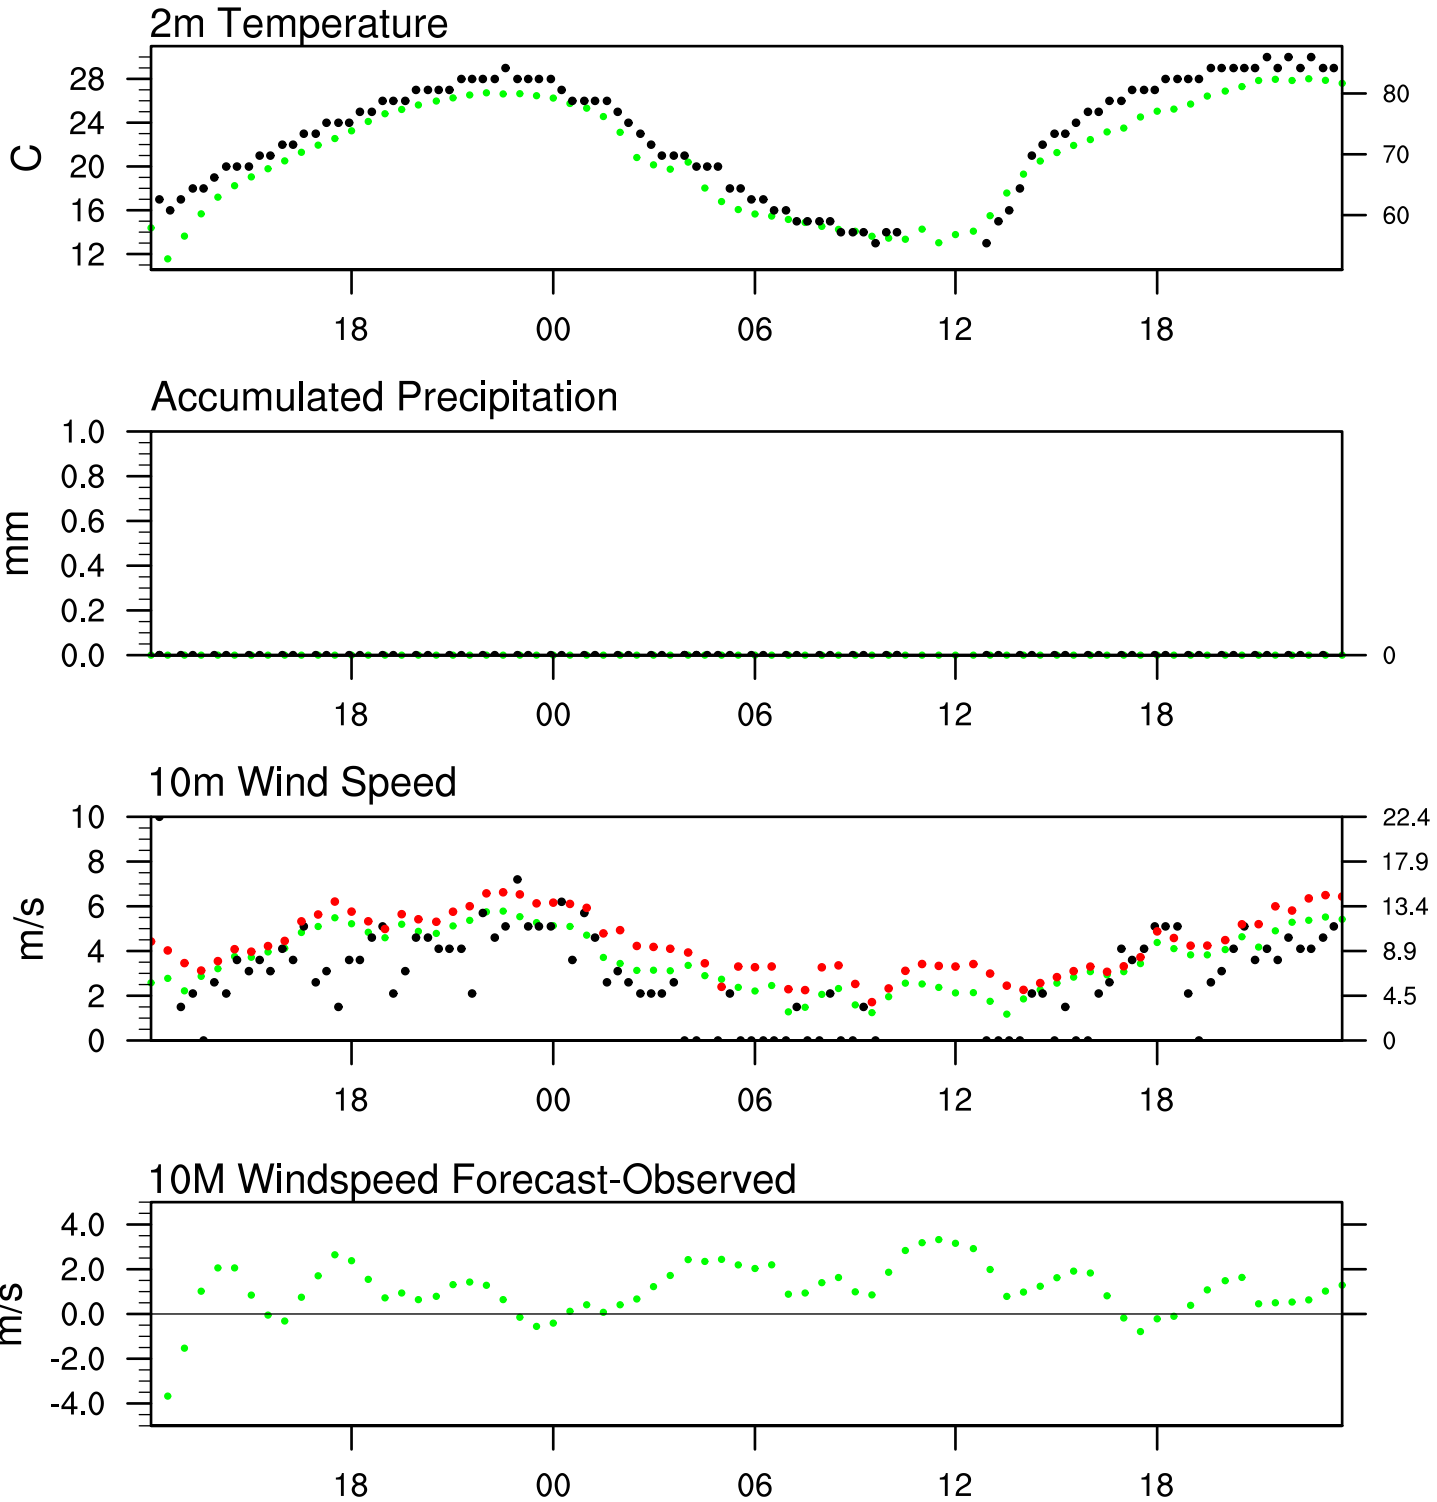 2m Temperature
C
28
24
20
16
12
80
70
60
18 00 06 12 18
Accumulated Precipitation
mm
1.0
0.8
0.6
0.4
0.2
0.0
0
18 00 06 12 18
10m Wind Speed
m/s
10
8
6
4
2
0
22.4
17.9
13.4
8.9
4.5
0
18 00 06 12 18
10M Windspeed Forecast-Observed
m/s
4.0
2.0
0.0
-2.0
-4.0
18 00 06 12 18